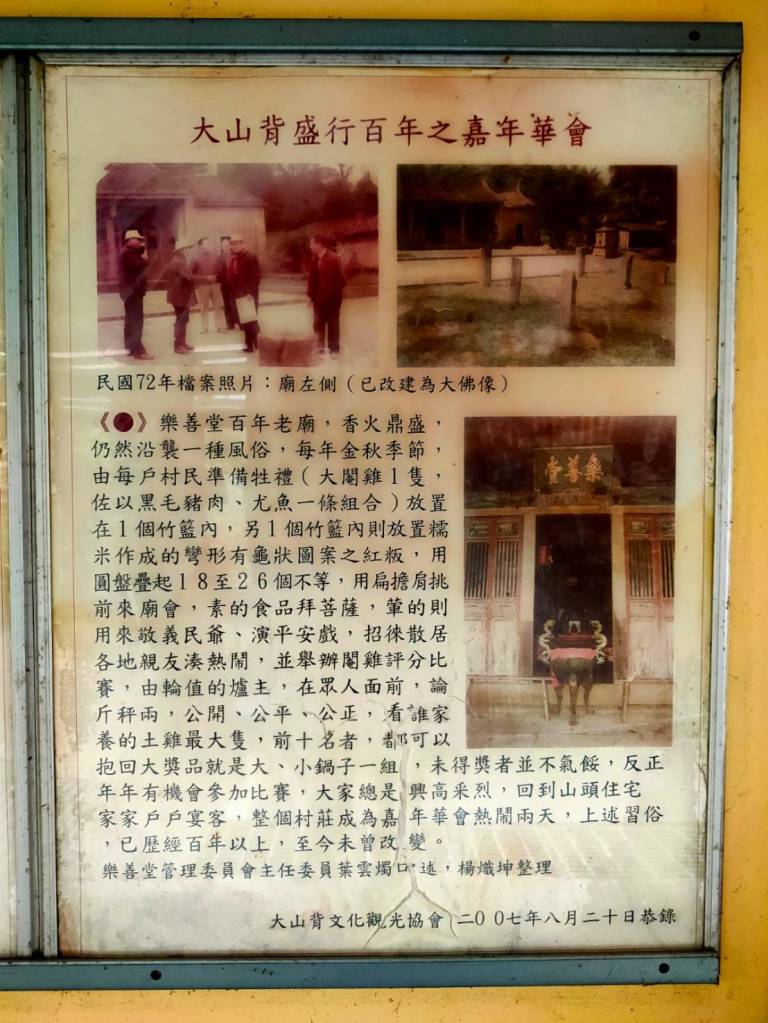 大山背盛行百年之嘉年華會
民國72年檔案照片：廟左側（已改建為大佛像）
《●》樂善堂百年老廟，香火鼎盛，
仍然沿襲一種風俗，每年金秋季節，
由每戶村民準備牲禮（大閹雞1隻，
佐以黑毛豬肉、尤魚一條組合）放置
在1個竹籃內，另1個竹籃內則放置糯
米作成的彎形有龜狀圖案之紅粄，用
圓盤疊起18至26個不等，用扁擔肩挑
前來廟會，素的食品拜菩薩，葷的則
用來敬義民爺、演平安戲，招徠散居
各地親友湊熱鬧，並舉辦閹雞評分比
賽，由輪值的爐主，在眾人面前，論
斤秤兩，公開、公平、公正，看誰家
養的土雞最大隻，前十名者，都可以
抱回大獎品就是大、小鍋子一組，未得獎者並不氣餒，反正
年年有機會參加比賽，大家總是興高采烈，回到山頭住宅
家家戶戶宴客，整個村莊成為嘉年華會熱鬧兩天，上述習俗
，已歷經百年以上，至今未曾改變。
樂善堂管理委員會主任委員葉雲燭口述，楊熾坤整理
大山背文化觀光協會 二00七年八月二十日恭錄
樂善堂